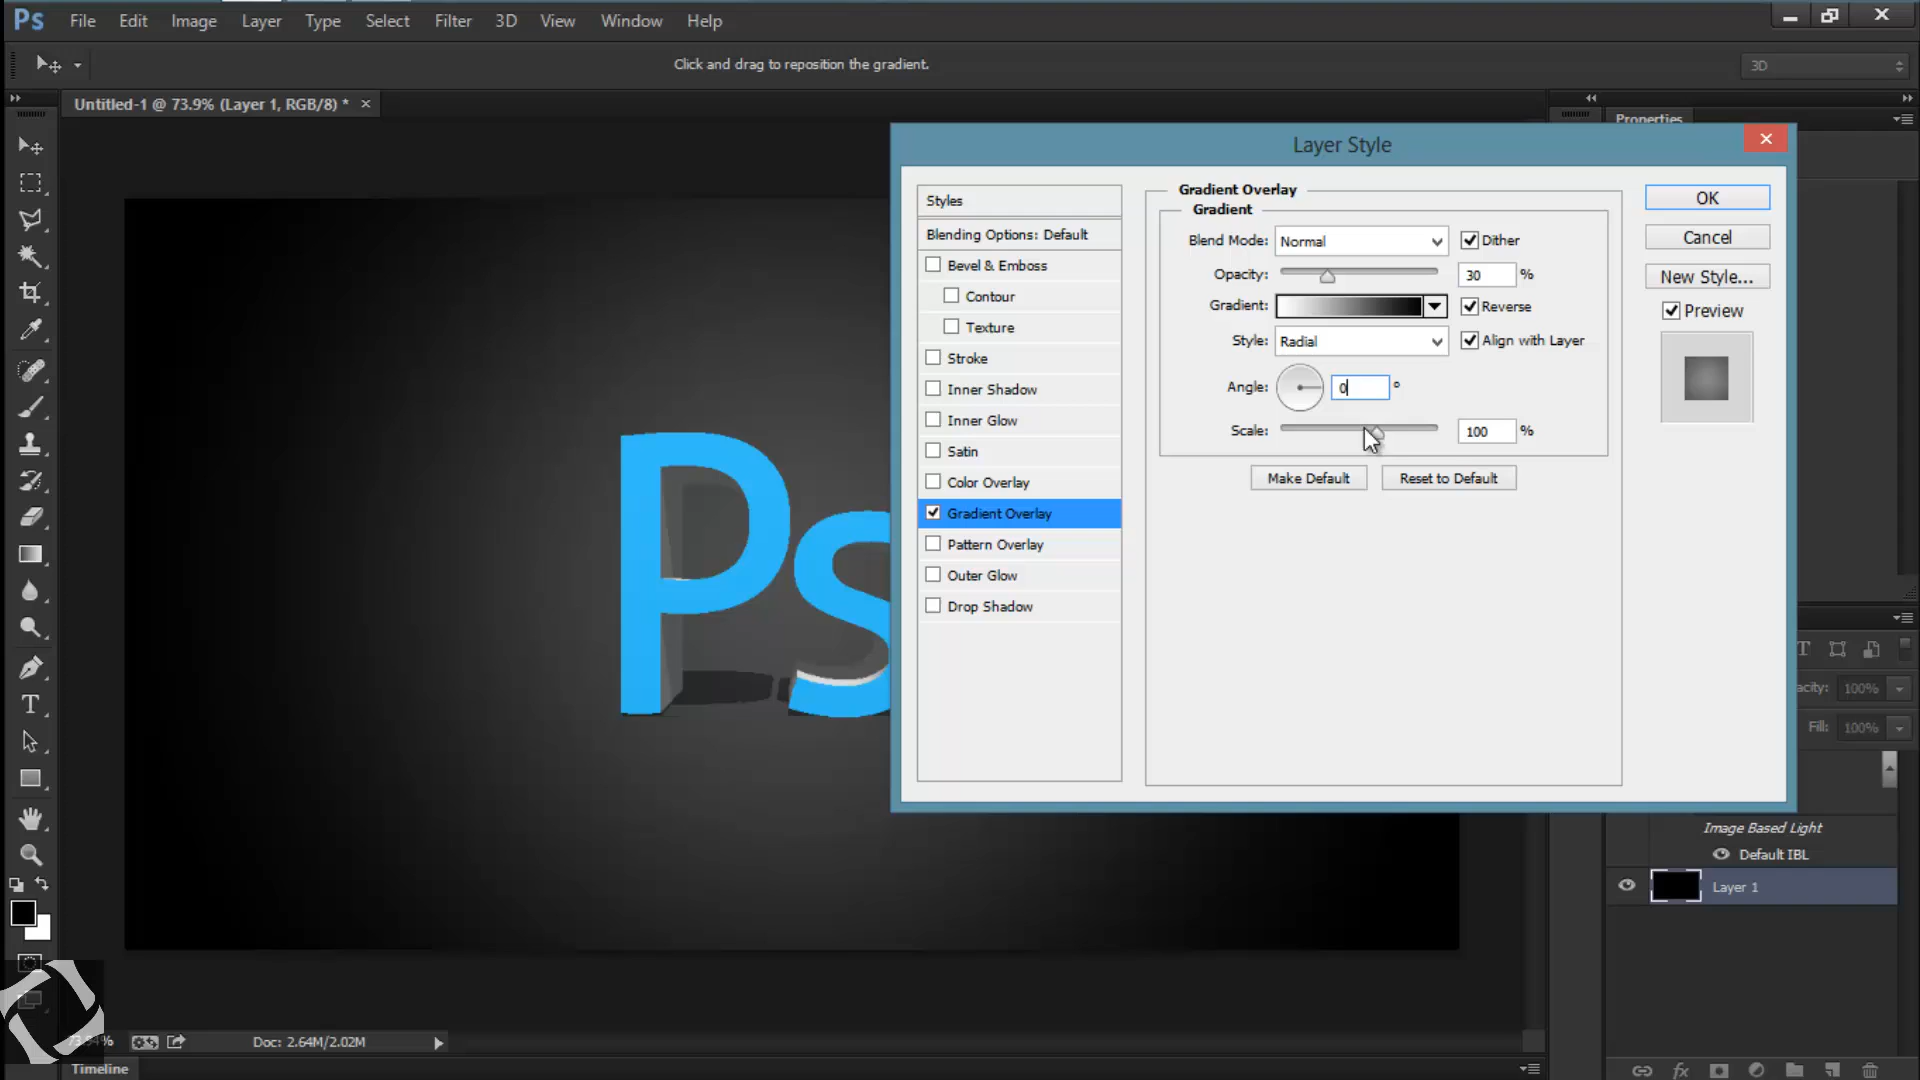 Ps File Edit Image Layer Type Select Filter 3D View Window Help
Click and drag to reposition the gradient.
3D
Untitled-1 @ 73.9% (Layer 1, RGB/8) * ×
Properties
Layer Style
Styles
Blending Options: Default
Bevel & Emboss
Contour
Texture
Stroke
Inner Shadow
Inner Glow
Satin
Color Overlay
Gradient Overlay
Pattern Overlay
Outer Glow
Drop Shadow
Gradient Overlay
Gradient
Blend Mode: Normal Dither
Opacity: 30 %
Gradient: Reverse
Style: Radial Align with Layer
Angle: 0 °
Scale: 100 %
Make Default Reset to Default
OK
Cancel
New Style...
Preview
Ps
acity: 100%
Fill: 100%
Image Based Light
Default IBL
Layer 1
Doc: 2.64M/2.02M
Timeline
T
fx